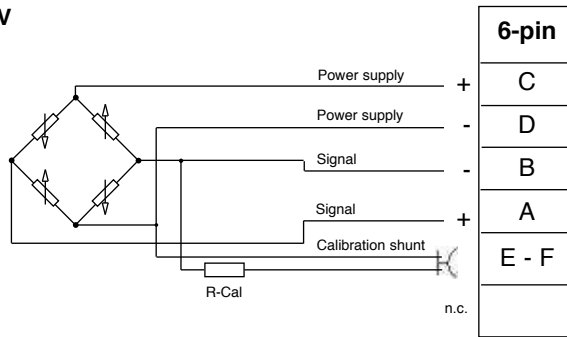 V
6-pin
Power supply + C
Power supply - D
Signal - B
Signal + A
Calibration shunt E - F
R-Cal
n.c.